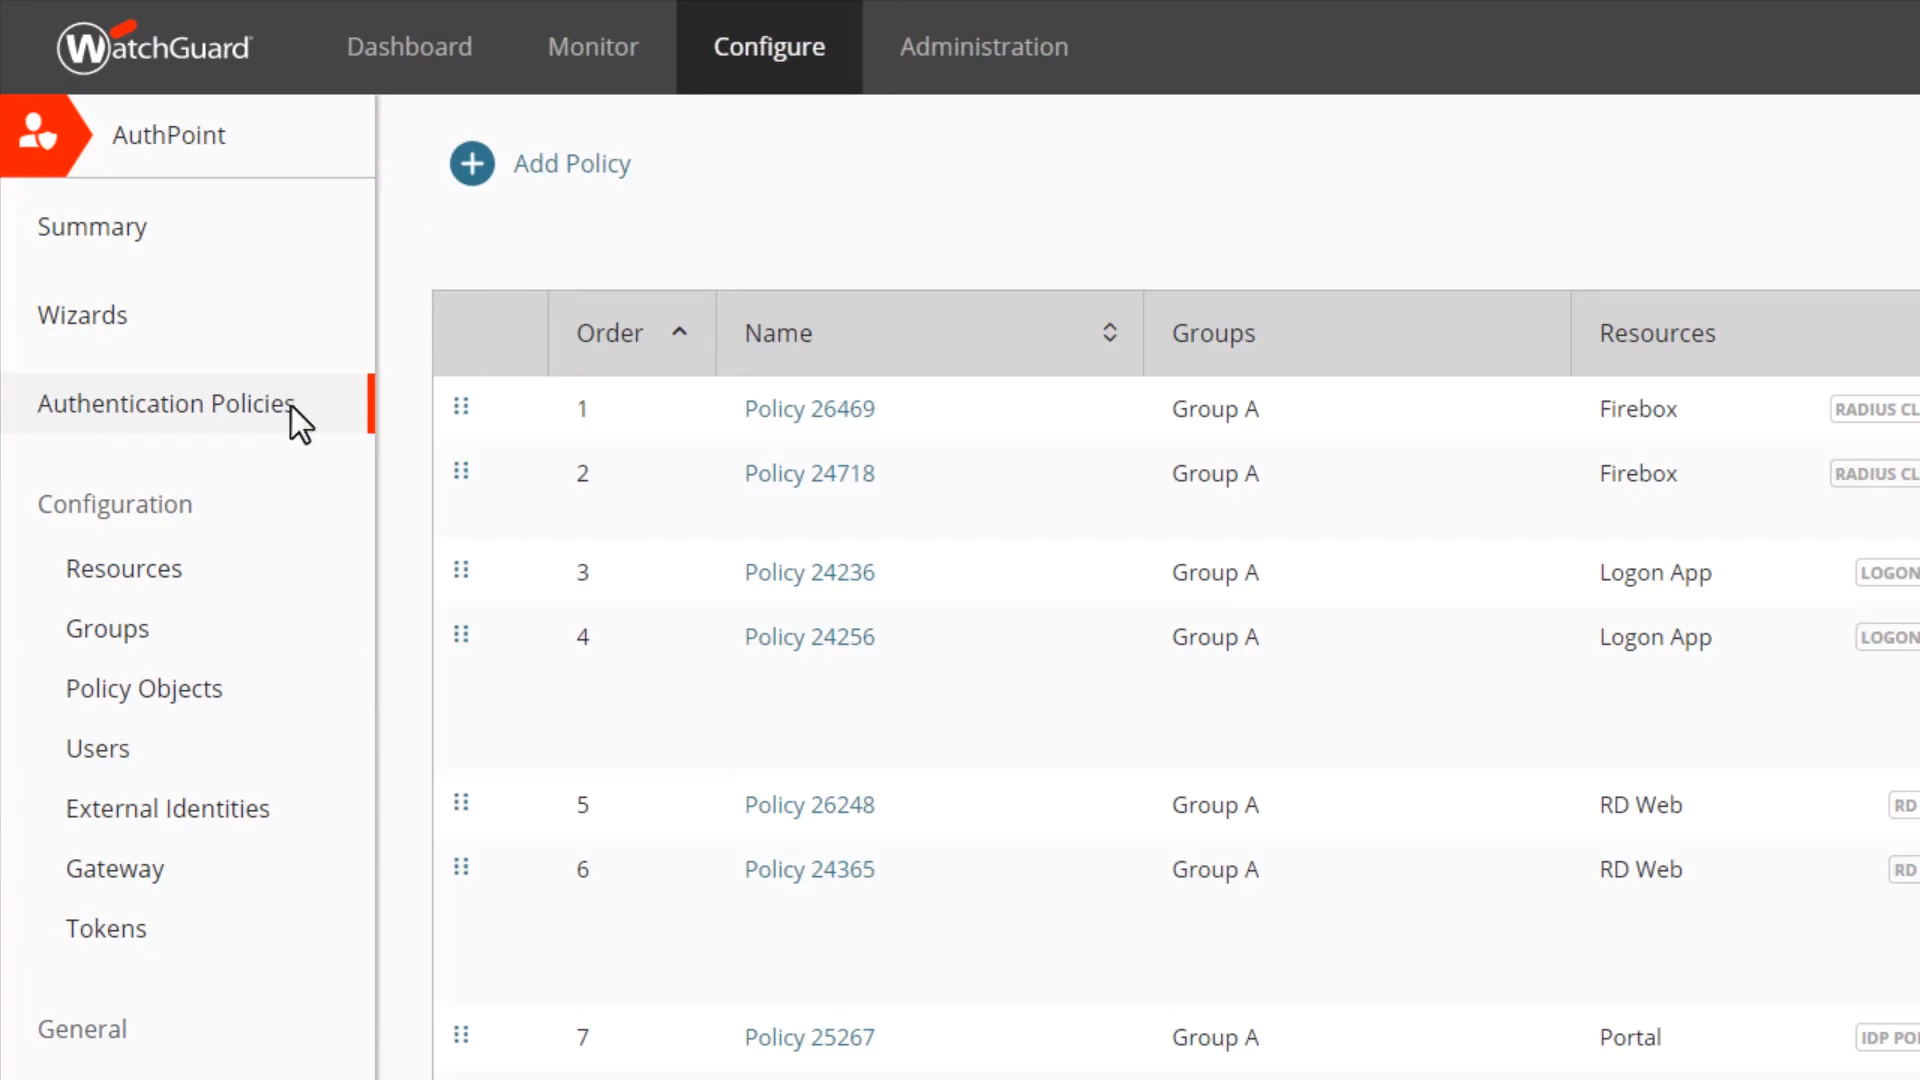 WatchGuard
Dashboard
Monitor
Configure
Administration
AuthPoint
Summary
Wizards
Authentication Policies
Configuration
Resources
Groups
Policy Objects
Users
External Identities
Gateway
Tokens
General
Add Policy
Order Name Groups Resources
1 Policy 26469 Group A Firebox RADIUS CL
2 Policy 24718 Group A Firebox RADIUS CL
3 Policy 24236 Group A Logon App LOGON
4 Policy 24256 Group A Logon App LOGON
5 Policy 26248 Group A RD Web RD
6 Policy 24365 Group A RD Web RD
7 Policy 25267 Group A Portal IDP POR